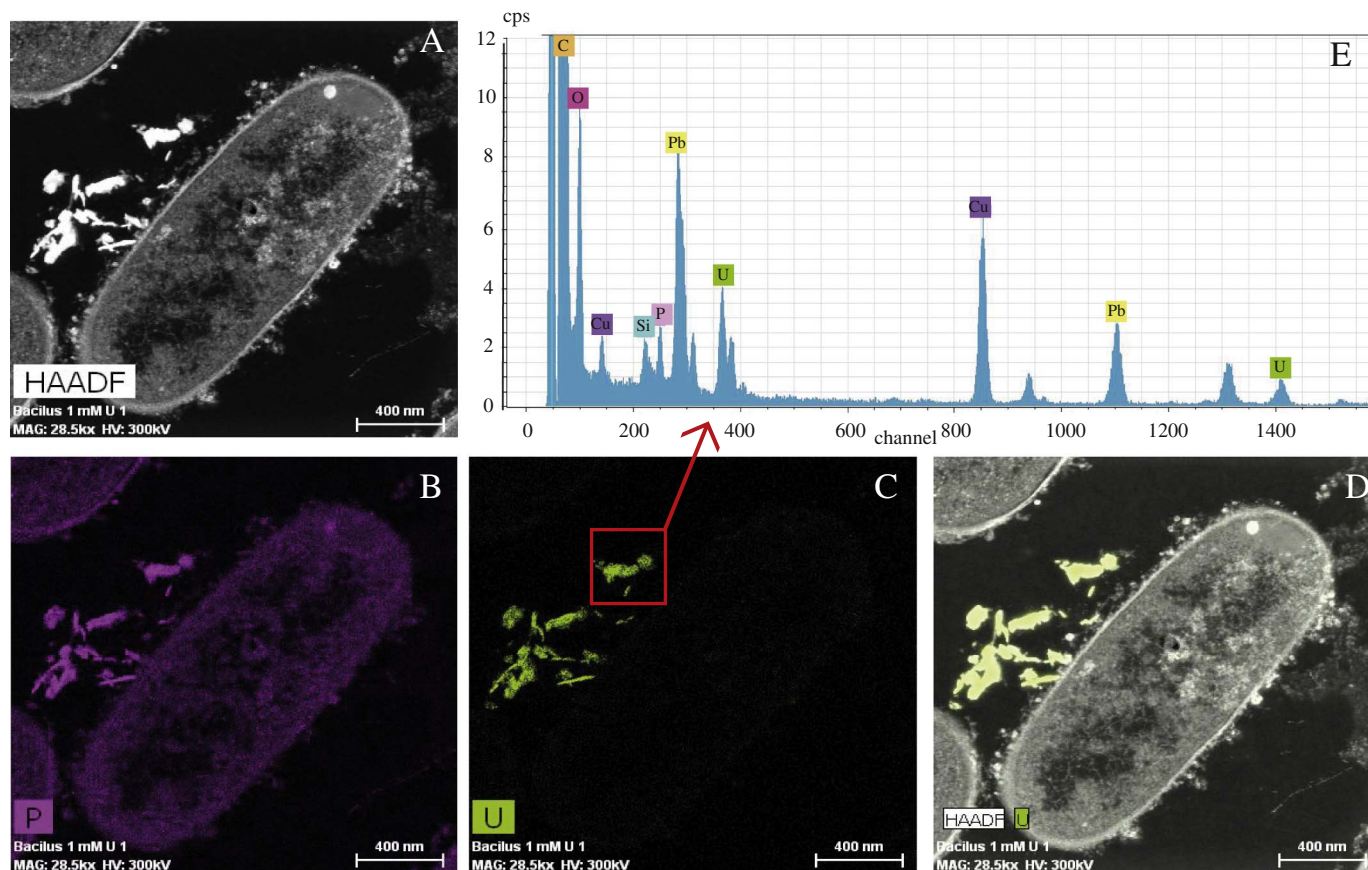 A
HAADF
Bacilus 1 mM U 1
MAG: 28.5kx HV: 300kV
400 nm
cps
E
12
10
8
6
4
2
0
C
O
Cu
Si
P
Pb
U
Cu
Pb
U
0 200 400 600 800 1000 1200 1400
channel
B
P
Bacilus 1 mM U 1
MAG: 28.5kx HV: 300kV
400 nm
C
U
Bacilus 1 mM U 1
MAG: 28.5kx HV: 300kV
400 nm
D
HAADF U
Bacilus 1 mM U 1
MAG: 28.5kx HV: 300kV
400 nm